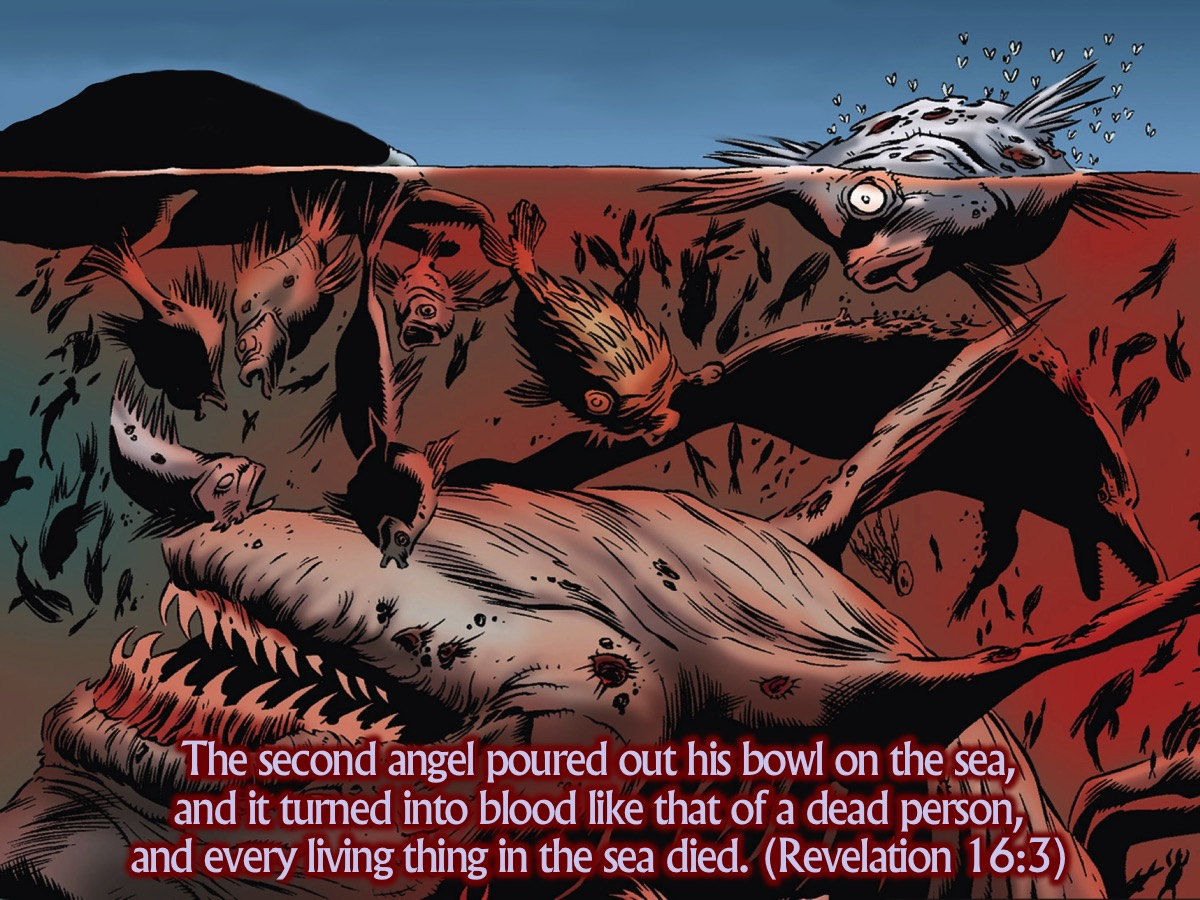 The second angel poured out his bowl on the sea,
and it turned into blood like that of a dead person,
and every living thing in the sea died. (Revelation 16:3)